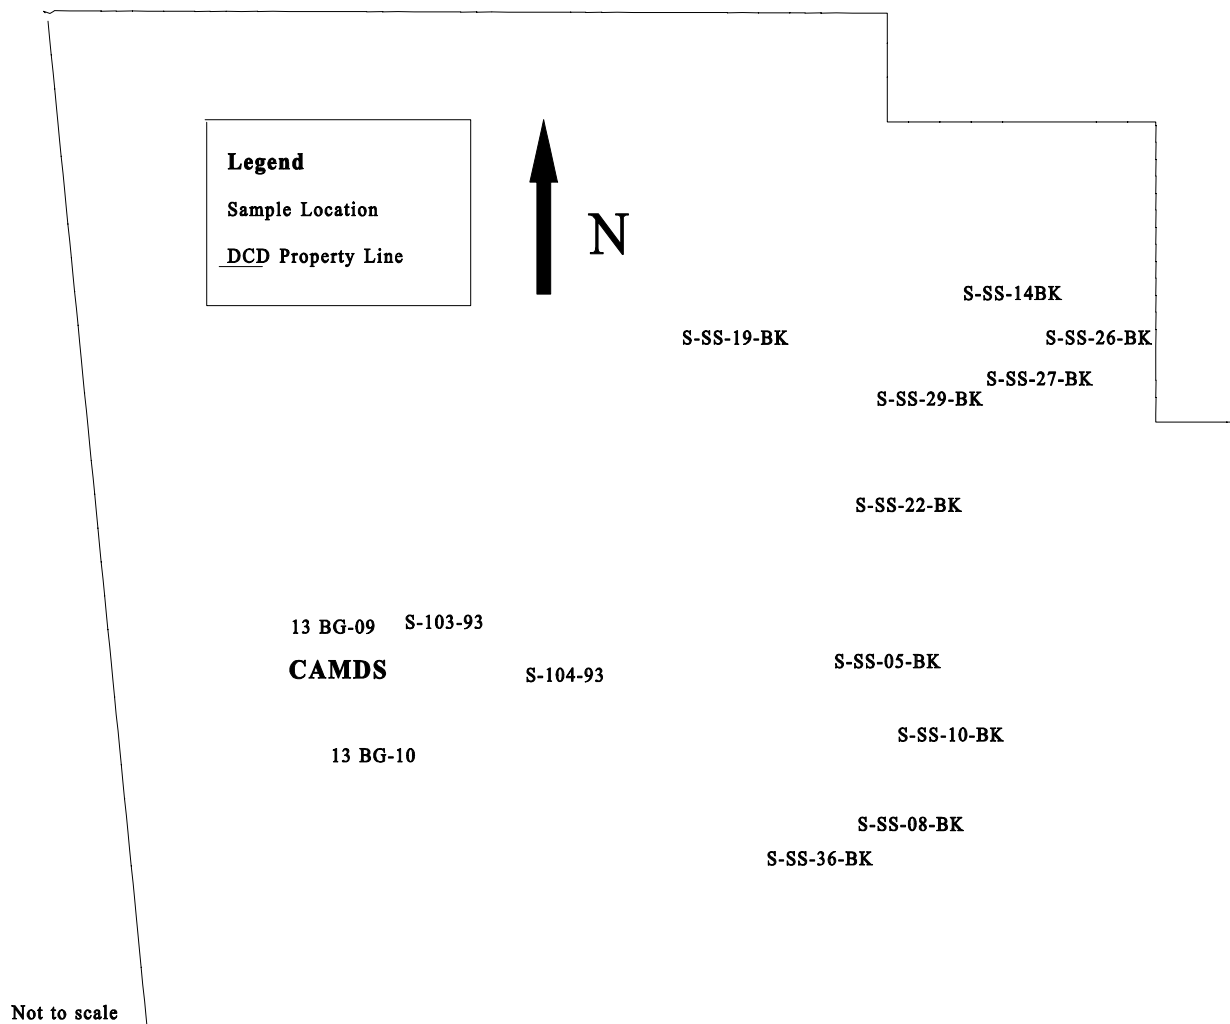 Legend
Sample Location
DCD Property Line
N
S-SS-14BK
S-SS-19-BK
S-SS-26-BK
S-SS-27-BK
S-SS-29-BK
S-SS-22-BK
13 BG-09
S-103-93
CAMDS
S-104-93
S-SS-05-BK
S-SS-10-BK
13 BG-10
S-SS-08-BK
S-SS-36-BK
Not to scale